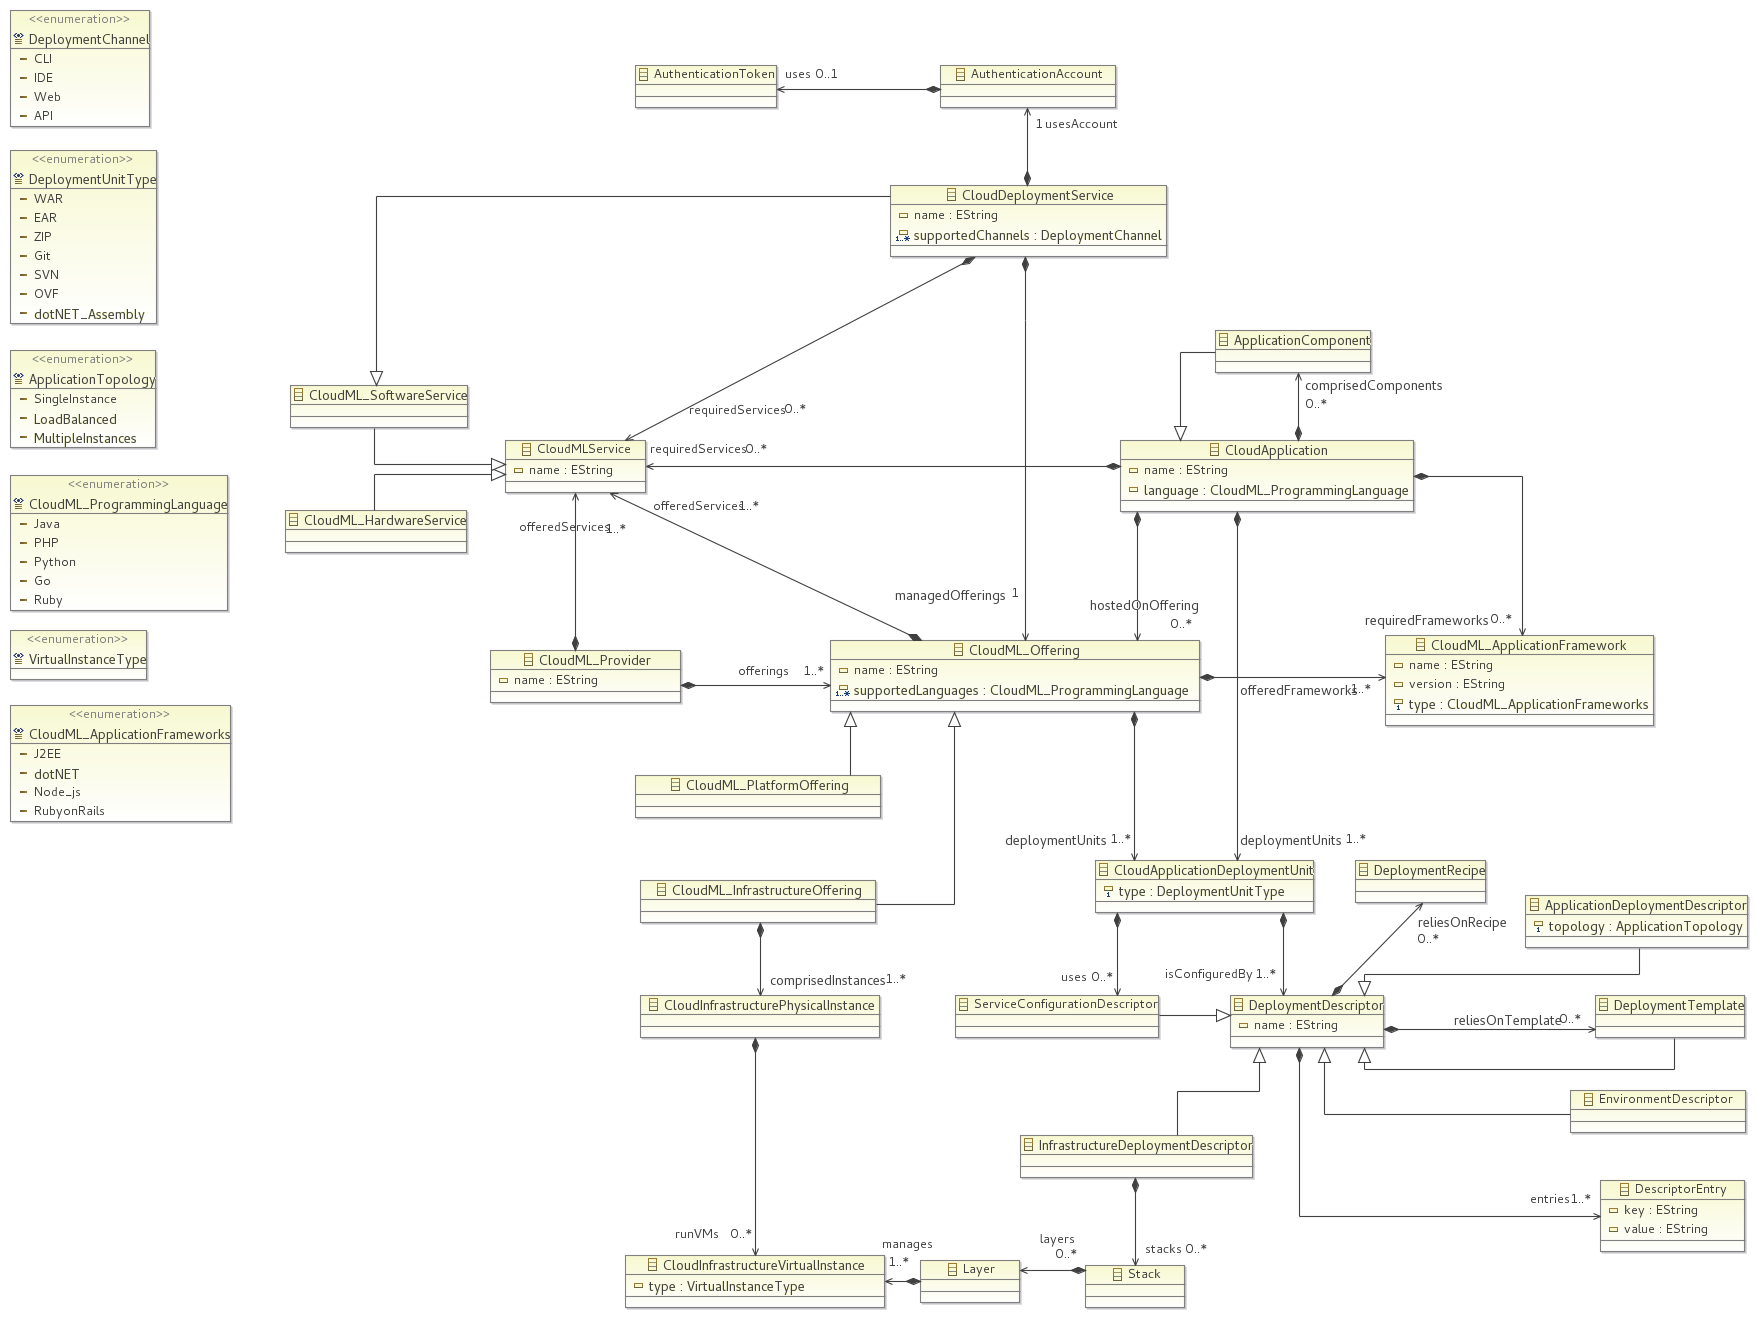 <<enumeration>>
DeploymentChannel
CLI
IDE
Web
API
<<enumeration>>
DeploymentUnitType
WAR
EAR
ZIP
Git
SVN
OVF
dotNET_Assembly
<<enumeration>>
ApplicationTopology
SingleInstance
LoadBalanced
MultipleInstances
<<enumeration>>
CloudML_ProgrammingLanguage
Java
PHP
Python
Go
Ruby
<<enumeration>>
VirtualInstanceType
<<enumeration>>
CloudML_ApplicationFrameworks
J2EE
dotNET
Node_js
RubyonRails
AuthenticationToken
uses 0..1
AuthenticationAccount
1 usesAccount
CloudDeploymentService
name : EString
1..* supportedChannels : DeploymentChannel
ApplicationComponent
comprisedComponents
0..*
CloudML_SoftwareService
requiredServices 0..*
CloudMLService
name : EString
requiredServices 0..*
CloudApplication
name : EString
language : CloudML_ProgrammingLanguage
CloudML_HardwareService
offeredServices 1..*
offeredServices 1..*
managedOfferings 1
hostedOnOffering
0..*
requiredFrameworks 0..*
CloudML_Provider
name : EString
offerings 1..*
CloudML_Offering
name : EString
1..* supportedLanguages : CloudML_ProgrammingLanguage
offeredFrameworks 1..*
CloudML_ApplicationFramework
name : EString
version : EString
1 type : CloudML_ApplicationFrameworks
CloudML_PlatformOffering
deploymentUnits 1..*
deploymentUnits 1..*
CloudML_InfrastructureOffering
CloudApplicationDeploymentUnit
1 type : DeploymentUnitType
DeploymentRecipe
reliesOnRecipe
0..*
ApplicationDeploymentDescriptor
1 topology : ApplicationTopology
comprisedInstances 1..*
uses 0..*
isConfiguredBy 1..*
CloudInfrastructurePhysicalInstance
ServiceConfigurationDescriptor
DeploymentDescriptor
name : EString
reliesOnTemplate 0..*
DeploymentTemplate
EnvironmentDescriptor
InfrastructureDeploymentDescriptor
entries 1..*
DescriptorEntry
key : EString
value : EString
runVMs 0..*
manages
1..*
layers
0..*
stacks 0..*
CloudInfrastructureVirtualInstance
type : VirtualInstanceType
Layer
Stack